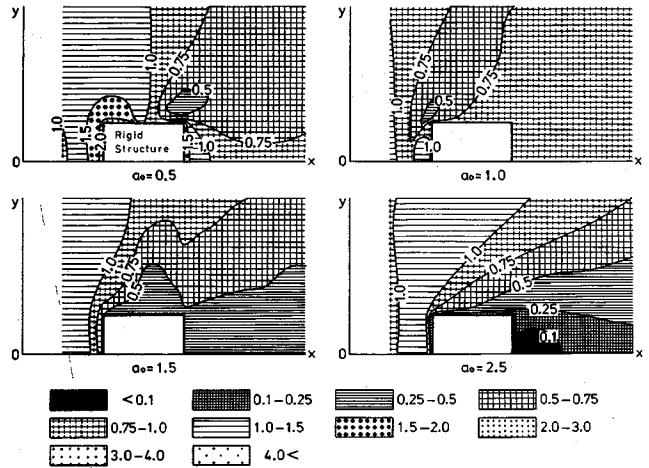 y
y
0.75
1.0
0.5
2.0
1.5
1.0
Rigid
Structure
1.5
1.0
0.75
0
x
a₀=0.5
0.75
0.5
0.75
1.0
1.0
0
x
a₀=1.0
y
y
1.0
0.75
0.5
0
x
a₀=1.5
1.0
0.75
0.5
1.0
0.25
0.1
0
x
a₀=2.5
<0.1
0.1-0.25
0.25-0.5
0.5-0.75
0.75-1.0
1.0-1.5
1.5-2.0
2.0-3.0
3.0-4.0
4.0<